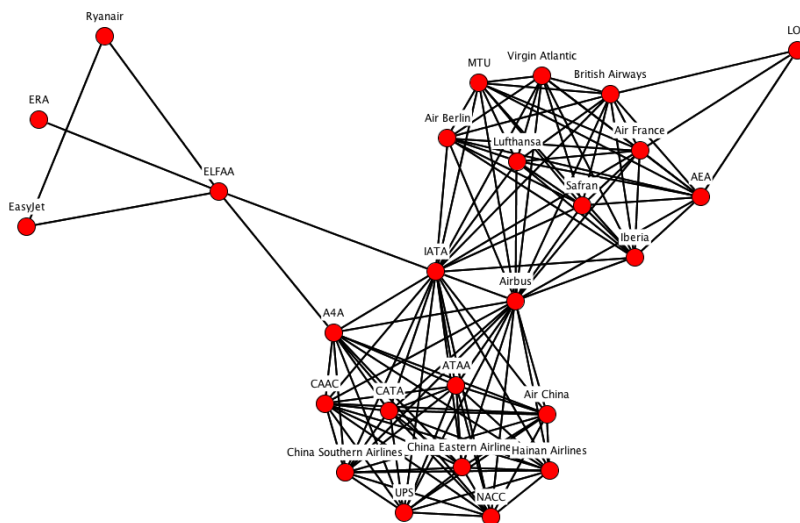 Ryanair
LO
Virgin Atlantic
MTU
British Airways
ERA
Air Berlin
Air France
Lufthansa
ELFAA
AEA
Safran
EasyJet
Iberia
IATA
Airbus
A4A
ATAA
CAAC
CATA
Air China
China Southern Airlines
China Eastern Airline
Hainan Airlines
UPS
NACC